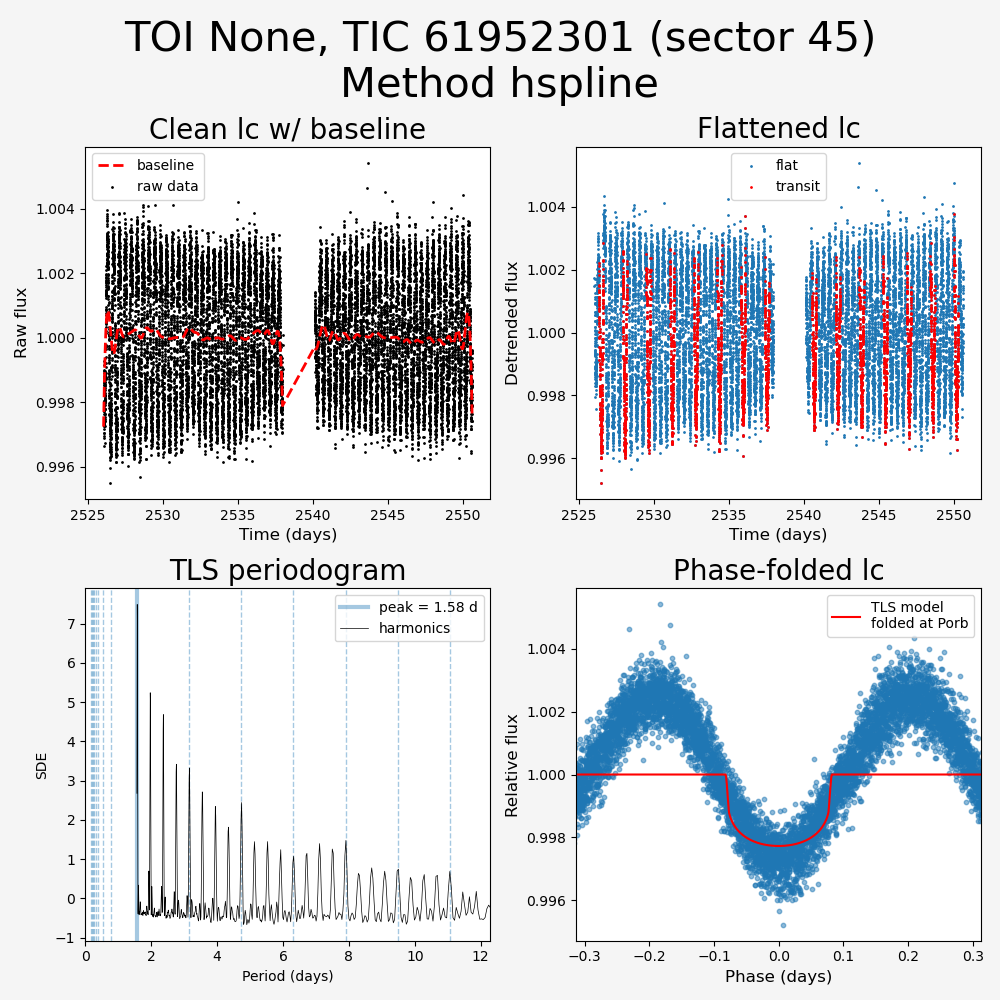 TOI None, TIC 61952301 (sector 45)
Method hspline
Clean lc w/ baseline
Flattened lc
baseline
raw data
flat
transit
Raw flux
1.004
1.002
1.000
0.998
0.996
Detrended flux
1.004
1.002
1.000
0.998
0.996
2525 2530 2535 2540 2545 2550
2525 2530 2535 2540 2545 2550
Time (days)
Time (days)
TLS periodogram
Phase-folded lc
peak = 1.58 d
harmonics
TLS model
folded at Porb
SDE
7
6
5
4
3
2
1
0
−1
Relative flux
1.004
1.002
1.000
0.998
0.996
0 2 4 6 8 10 12
−0.3 −0.2 −0.1 0.0 0.1 0.2 0.3
Period (days)
Phase (days)